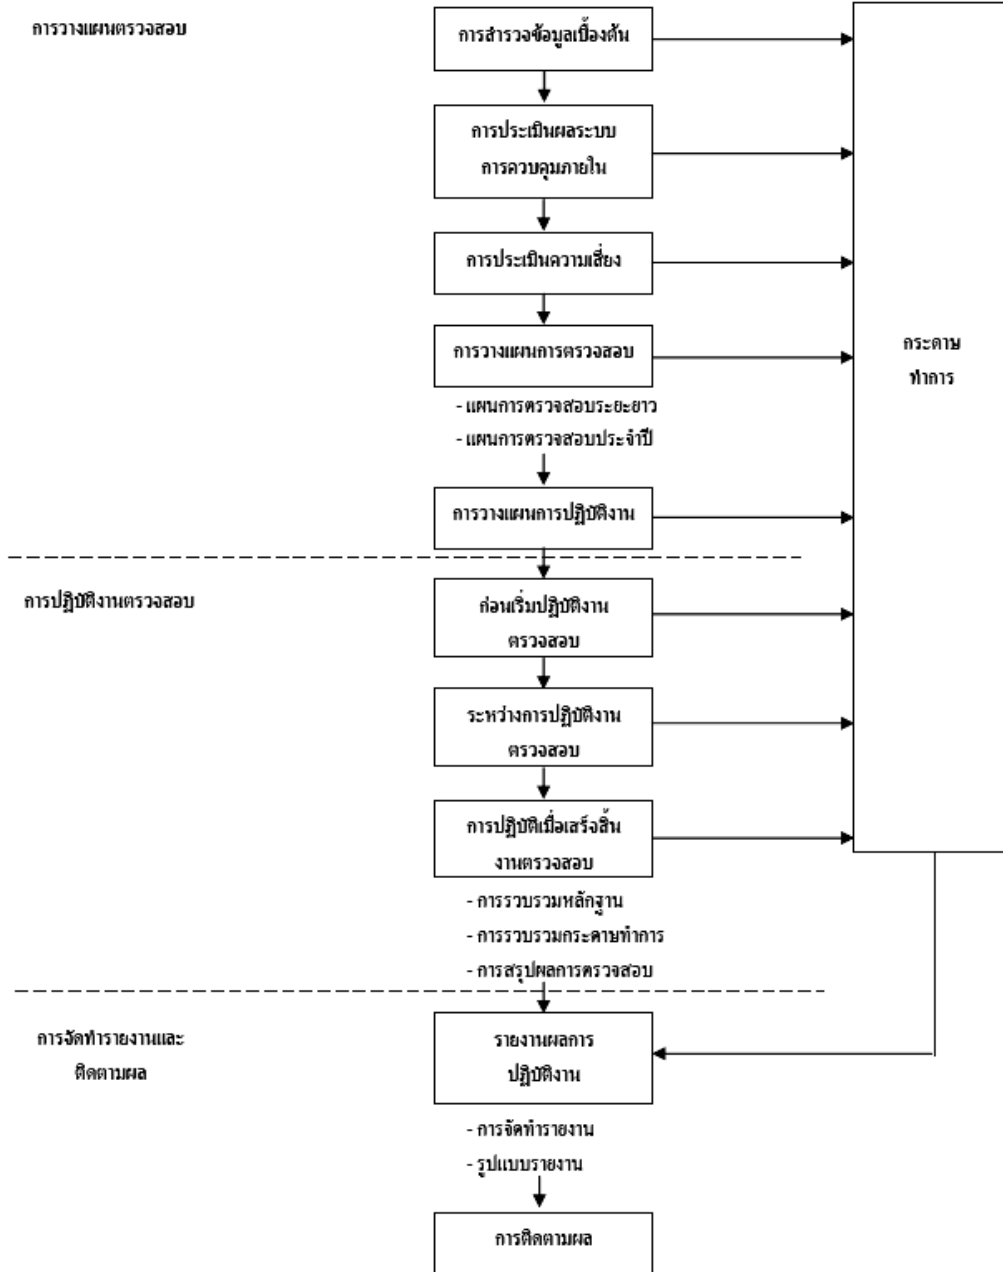 การวางแผนตรวจสอบ
การสำรวจข้อมูลเบื้องต้น
การประเมินผลระบบ
การควบคุมภายใน
การประเมินความเสี่ยง
การวางแผนการตรวจสอบ
- แผนการตรวจสอบระยะยาว
- แผนการตรวจสอบประจำปี
การวางแผนการปฏิบัติงาน
กระดาษ
ทำการ
การปฏิบัติงานตรวจสอบ
ก่อนเริ่มปฏิบัติงาน
ตรวจสอบ
ระหว่างการปฏิบัติงาน
ตรวจสอบ
การปฏิบัติเมื่อเสร็จสิ้น
งานตรวจสอบ
- การรวบรวมหลักฐาน
- การรวบรวมกระดาษทำการ
- การสรุปผลการตรวจสอบ
การจัดทำรายงานและ
ติดตามผล
รายงานผลการ
ปฏิบัติงาน
- การจัดทำรายงาน
- รูปแบบรายงาน
การติดตามผล